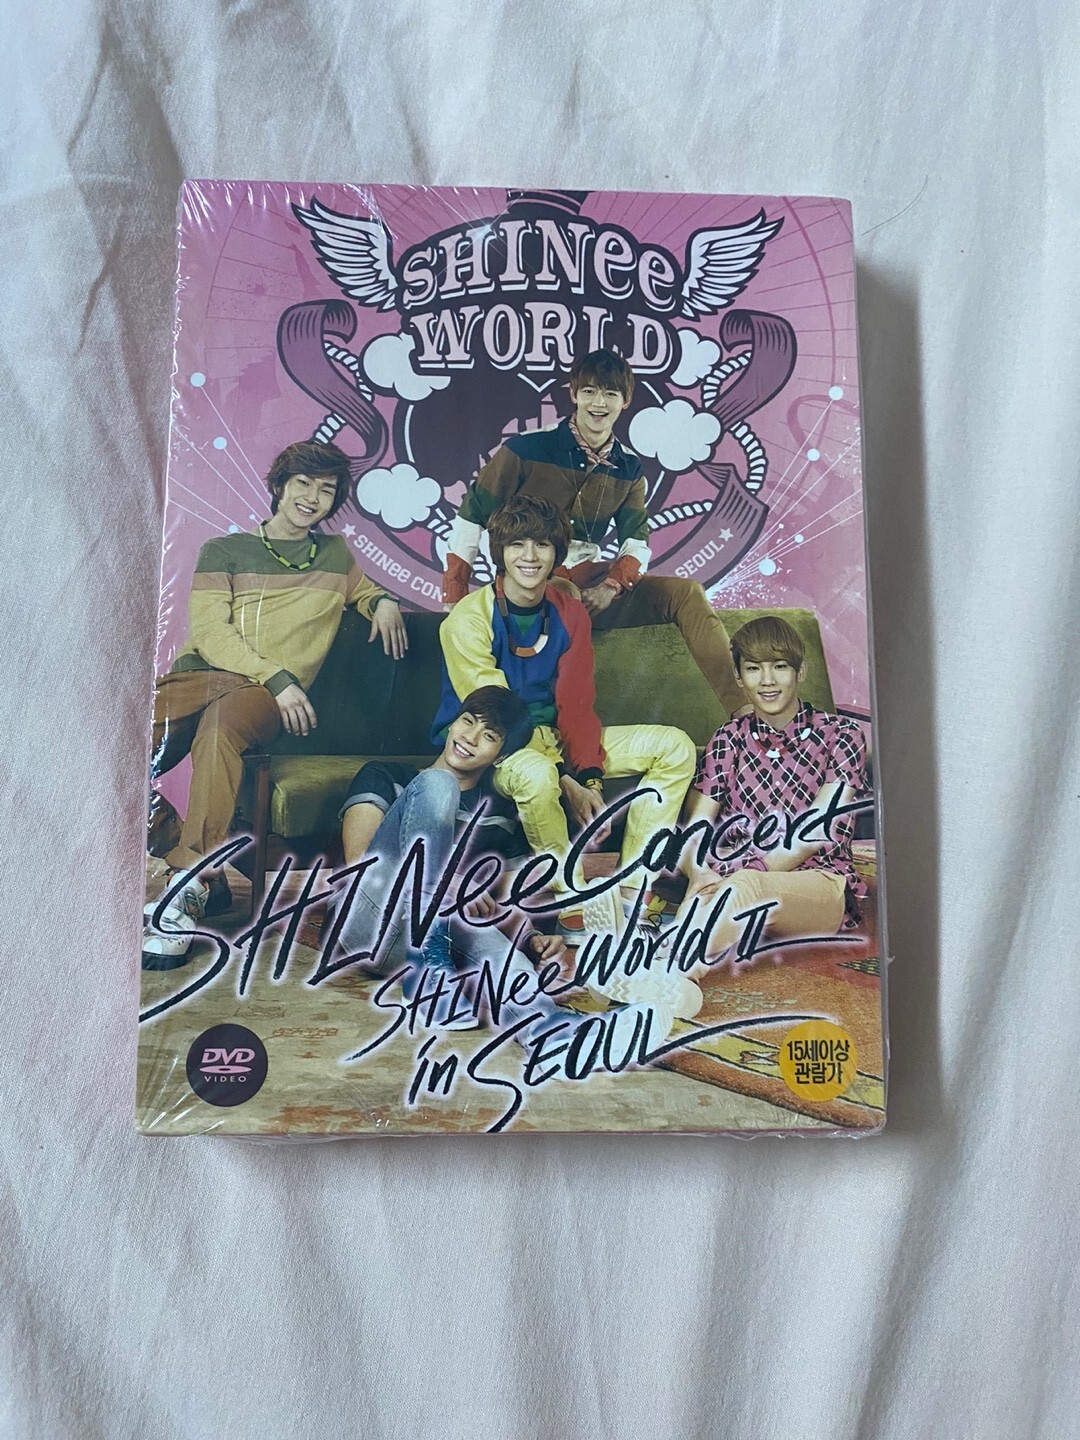 SHINee
WORLD
SHINee CON
SEOUL
SHINee Concert
SHINee World II
in SEOUL
DVD
VIDEO
15세이상
관람가